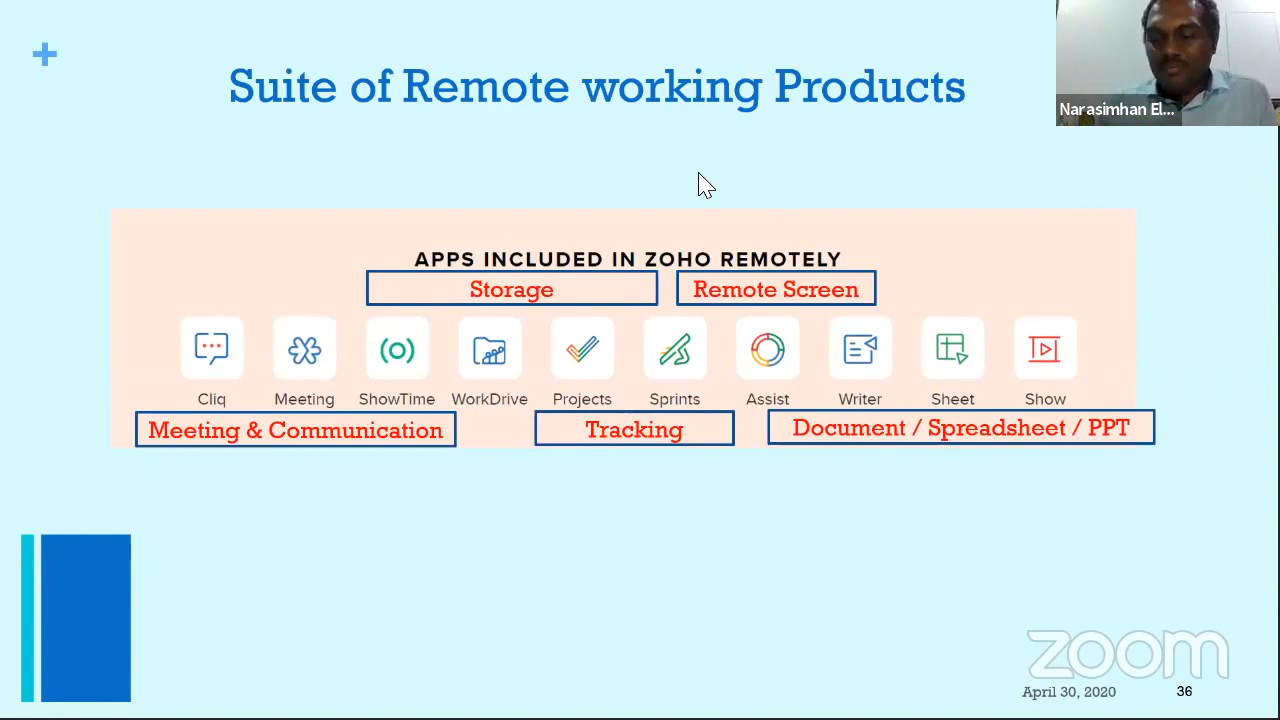 Suite of Remote working Products
Narasimhan El...
APPS INCLUDED IN ZOHO REMOTELY
Storage
Remote Screen
Cliq
Meeting
ShowTime
WorkDrive
Projects
Sprints
Assist
Writer
Sheet
Show
Meeting & Communication
Tracking
Document / Spreadsheet / PPT
zoom
April 30, 2020
36